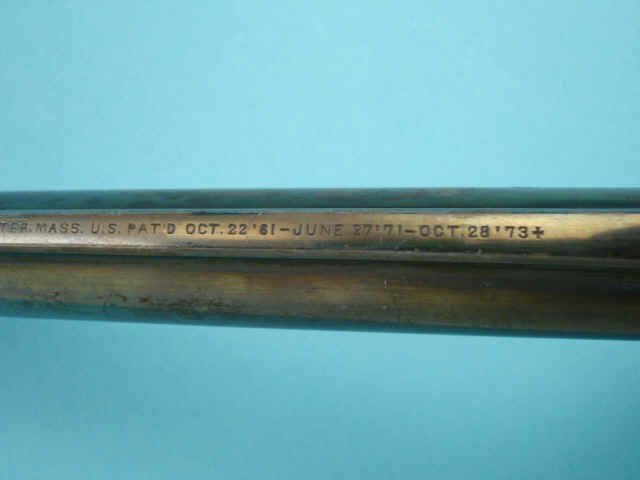 TER. MASS. U.S. PAT'D OCT. 22 '61 - JUNE 27 '71 - OCT. 28 '73 +